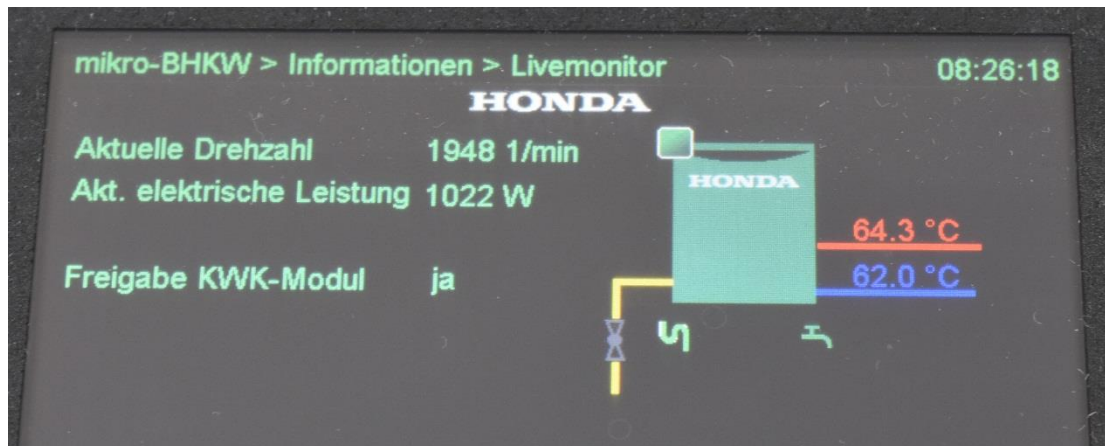 mikro-BHKW > Informationen > Livemonitor 08:26:18
HONDA
Aktuelle Drehzahl 1948 1/min
Akt. elektrische Leistung 1022 W
HONDA
64.3 °C
Freigabe KWK-Modul ja
62.0 °C